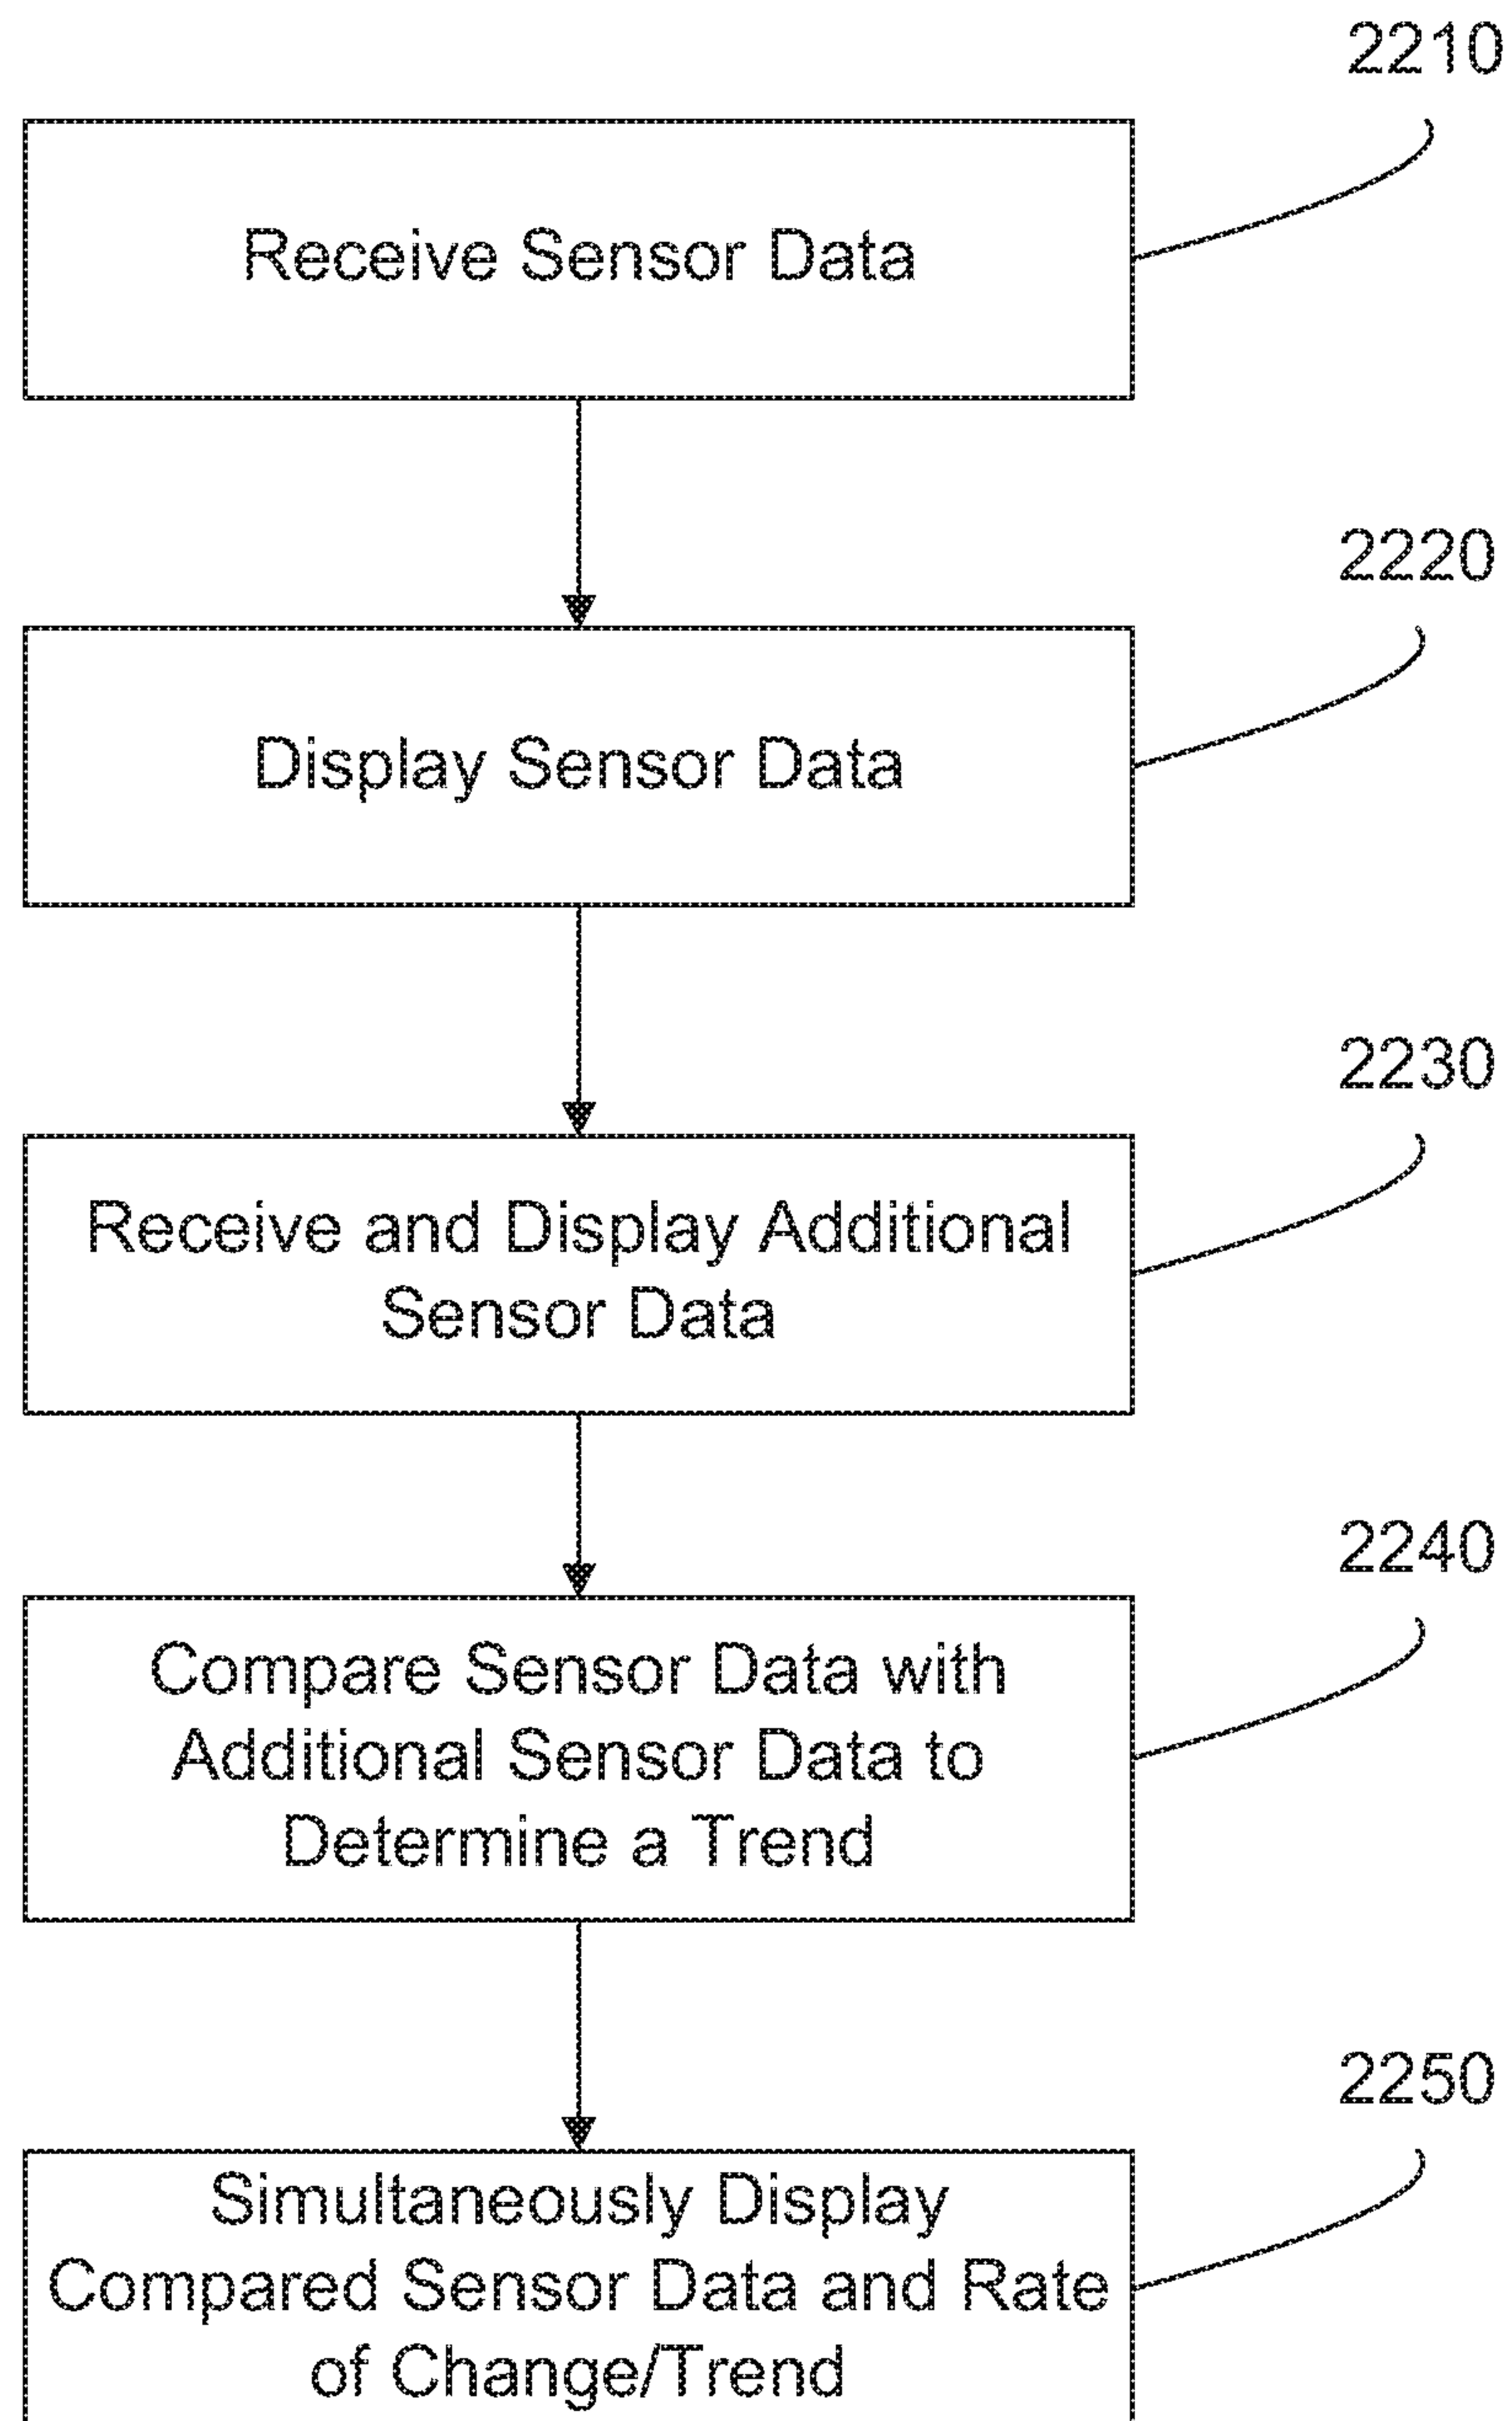 2210
Receive Sensor Data
2220
Display Sensor Data
2230
Receive and Display Additional
Sensor Data
2240
Compare Sensor Data with
Additional Sensor Data to
Determine a Trend
2250
Simultaneously Display
Compared Sensor Data and Rate
of Change/Trend